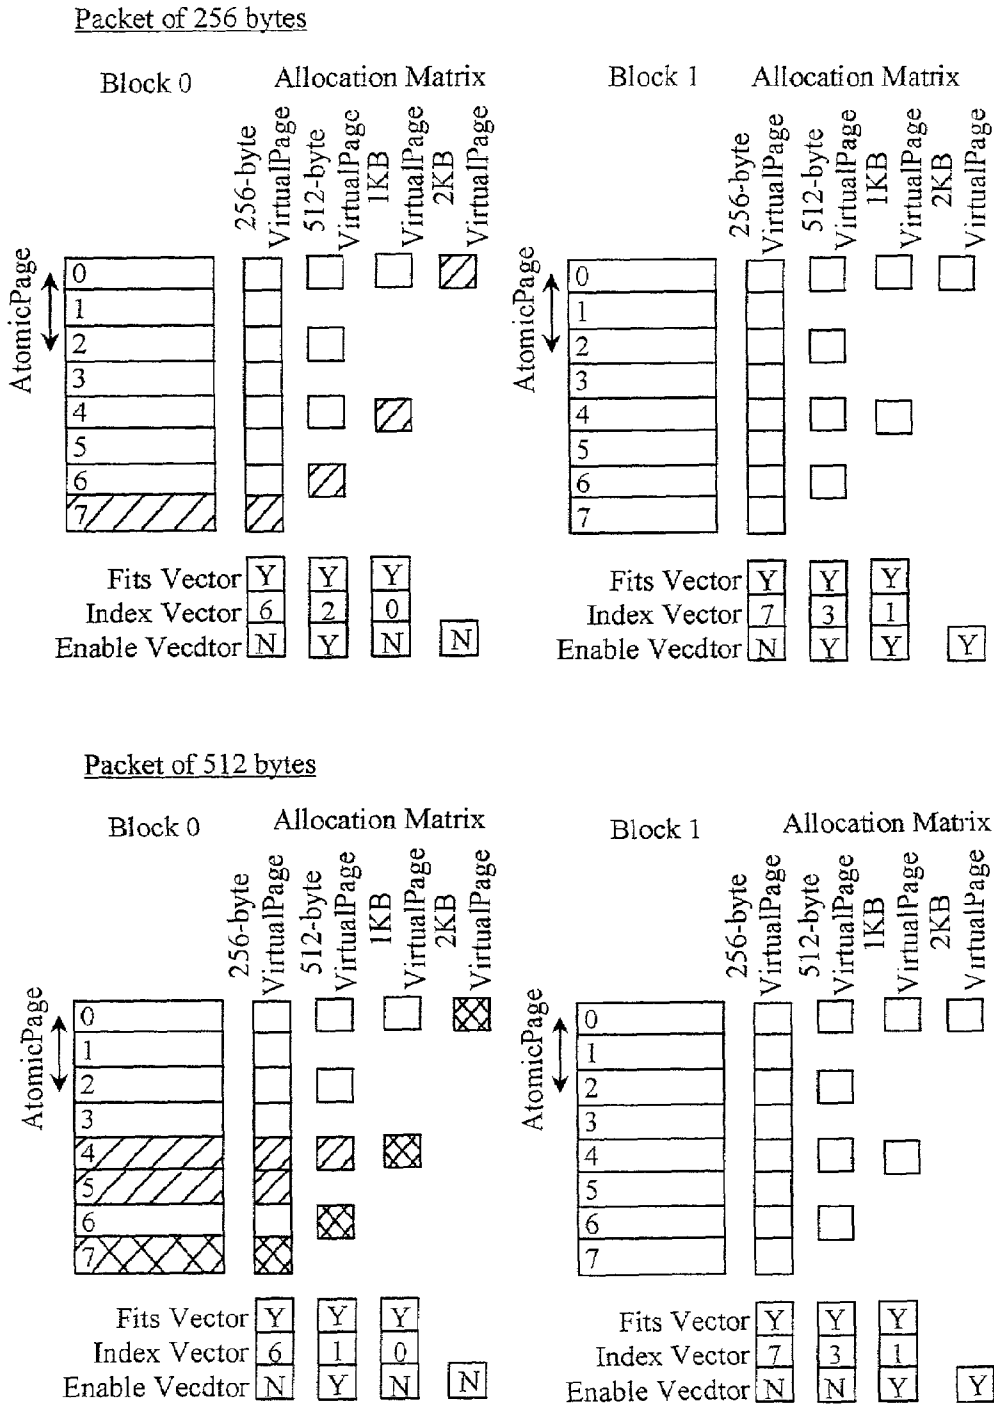 Packet of 256 bytes
Block 0
Allocation Matrix
256-byte
VirtualPage
512-byte
VirtualPage
1KB
VirtualPage
2KB
VirtualPage
AtomicPage
0
1
2
3
4
5
6
7
Fits Vector Y Y Y
Index Vector 6 2 0
Enable Vecdtor N Y N N
Block 1
Allocation Matrix
256-byte
VirtualPage
512-byte
VirtualPage
1KB
VirtualPage
2KB
VirtualPage
AtomicPage
0
1
2
3
4
5
6
7
Fits Vector Y Y Y
Index Vector 7 3 1
Enable Vecdtor N Y Y Y
Packet of 512 bytes
Block 0
Allocation Matrix
256-byte
VirtualPage
512-byte
VirtualPage
1KB
VirtualPage
2KB
VirtualPage
AtomicPage
0
1
2
3
4
5
6
7
Fits Vector Y Y Y
Index Vector 6 1 0
Enable Vecdtor N Y N N
Block 1
Allocation Matrix
256-byte
VirtualPage
512-byte
VirtualPage
1KB
VirtualPage
2KB
VirtualPage
AtomicPage
0
1
2
3
4
5
6
7
Fits Vector Y Y Y
Index Vector 7 3 1
Enable Vecdtor N N Y Y